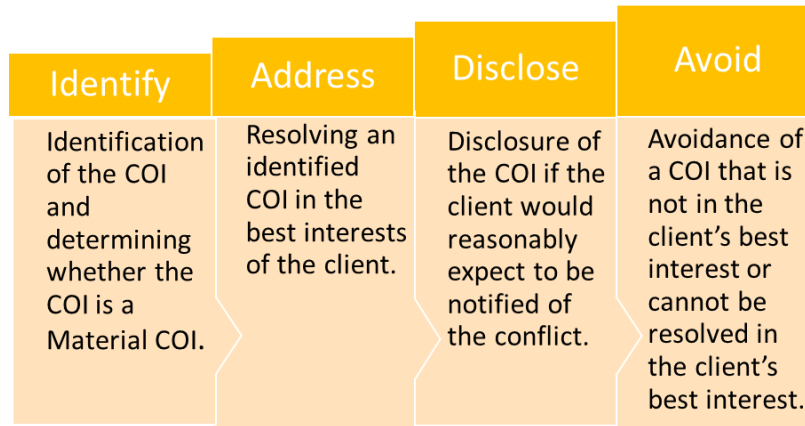 Identify
Identification
of the COI
and
determining
whether the
COI is a
Material COI.
Address
Resolving an
identified
COI in the
best interests
of the client.
Disclose
Disclosure of
the COI if the
client would
reasonably
expect to be
notified of
the conflict.
Avoid
Avoidance of
a COI that is
not in the
client’s best
interest or
cannot be
resolved in
the client’s
best interest.